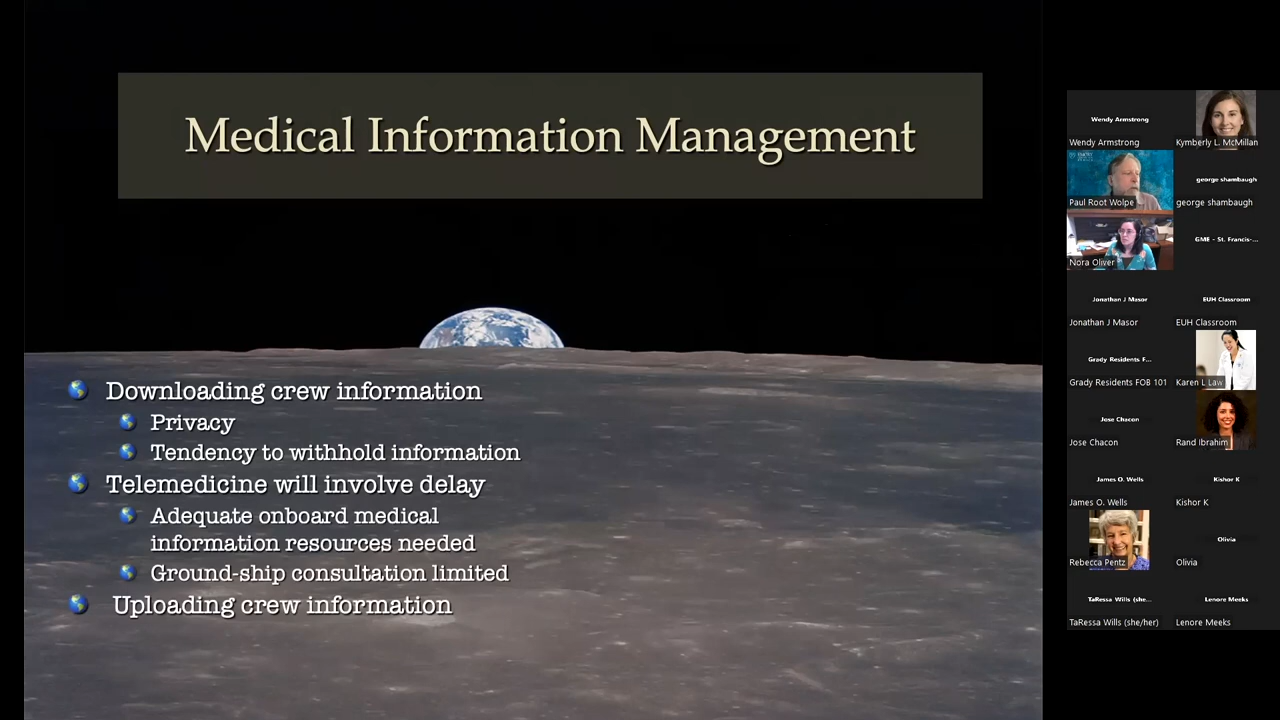 Medical Information Management
Downloading crew information
Privacy
Tendency to withhold information
Telemedicine will involve delay
Adequate onboard medical
information resources needed
Ground-ship consultation limited
Uploading crew information
Wendy Armstrong
Wendy Armstrong
Kymberly L. McMillan
Paul Root Wolpe
george shambaugh
george shambaugh
Nora Oliver
GME - St. Francis-...
Jonathan J Masor
Jonathan J Masor
EUH Classroom
EUH Classroom
Grady Residents F...
Grady Residents FOB 101
Karen L Law
Jose Chacon
Jose Chacon
Rand Ibrahim
James O. Wells
James O. Wells
Kishor K
Kishor K
Rebecca Pentz
Olivia
Olivia
TaRessa Wills (she...
TaRessa Wills (she/her)
Lenore Meeks
Lenore Meeks